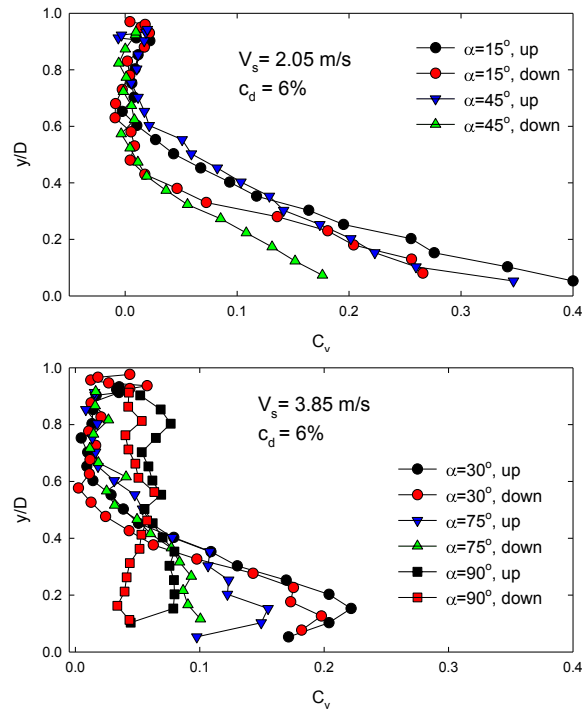 1.0
0.8
0.6
0.4
0.2
0.0
y/D
V_s = 2.05 m/s
c_d = 6%
α=15°, up
α=15°, down
α=45°, up
α=45°, down
0.0 0.1 0.2 0.3 0.4
C_v
1.0
0.8
0.6
0.4
0.2
0.0
y/D
V_s = 3.85 m/s
c_d = 6%
α=30°, up
α=30°, down
α=75°, up
α=75°, down
α=90°, up
α=90°, down
0.0 0.1 0.2 0.3 0.4
C_v